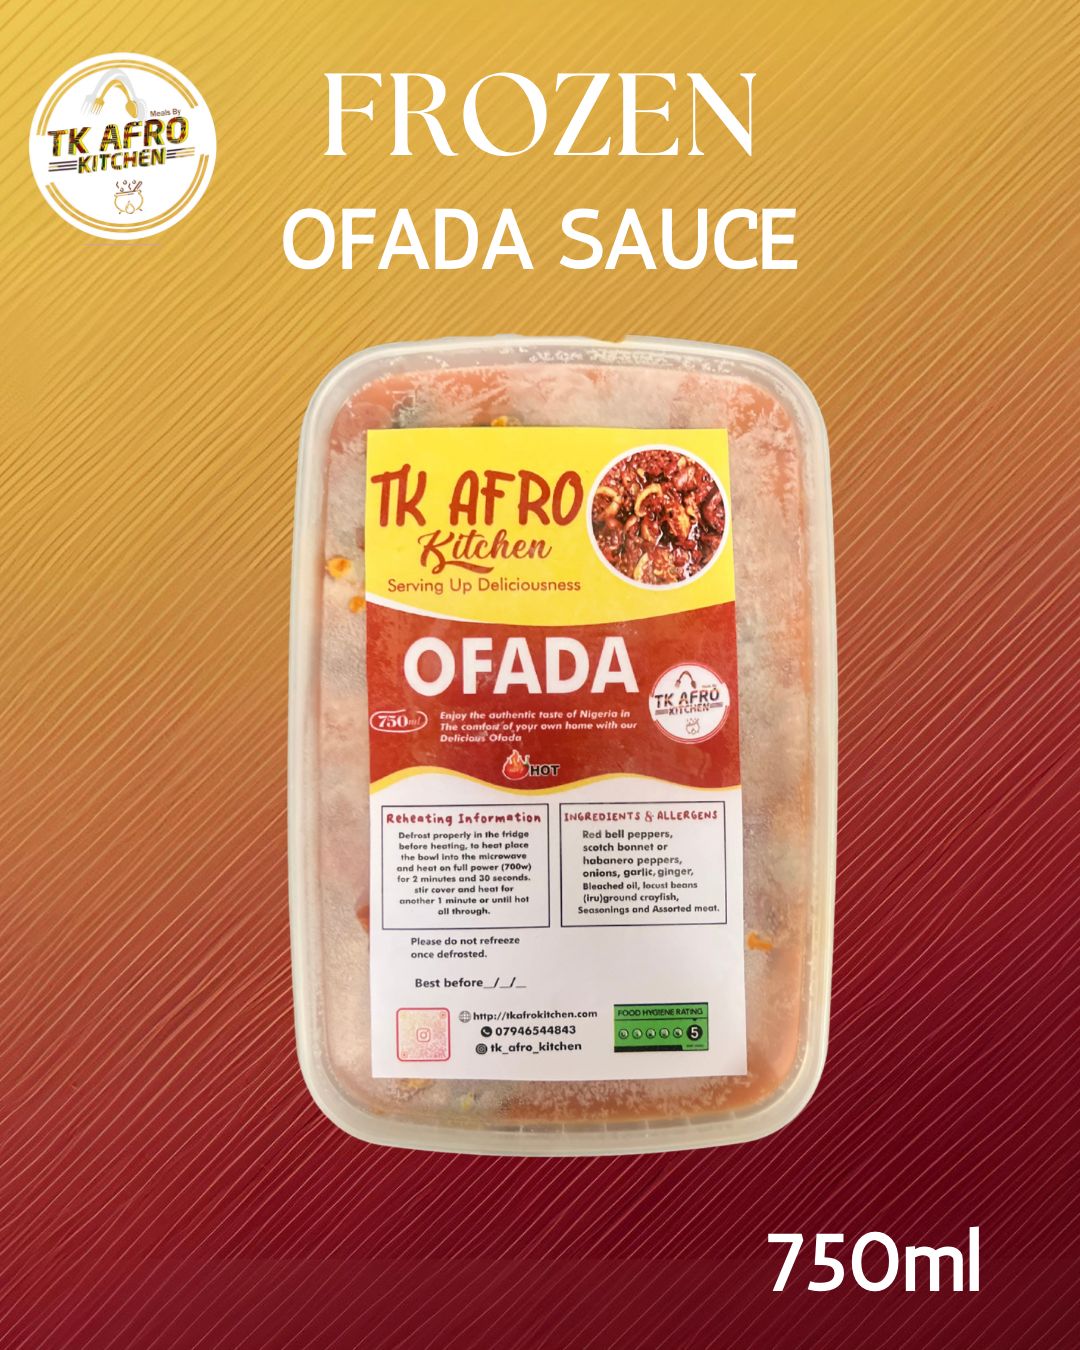 Meals By
TK AFRO
KITCHEN
FROZEN
OFADA SAUCE
TK AFRO
Kitchen
Serving Up Deliciousness
OFADA
750ml
Enjoy the authentic taste of Nigeria in
The comfort of your own home with our
Delicious Ofada
HOT
TK AFRO
KITCHEN
Reheating Information
Defrost properly in the fridge
before heating, to heat place
the bowl into the microwave
and heat on full power (700w)
for 2 minutes and 30 seconds.
stir cover and heat for
another 1 minute or until hot
all through.
INGREDIENTS & ALLERGENS
Red bell peppers,
scotch bonnet or
habanero peppers,
onions, garlic, ginger,
Bleached oil, locust beans
(iru)ground crayfish,
Seasonings and Assorted meat.
Please do not refreeze
once defrosted.
Best before_/_/_
http://tkafrokitchen.com
07946544843
tk_afro_kitchen
FOOD HYGIENE RATING
5
750ml